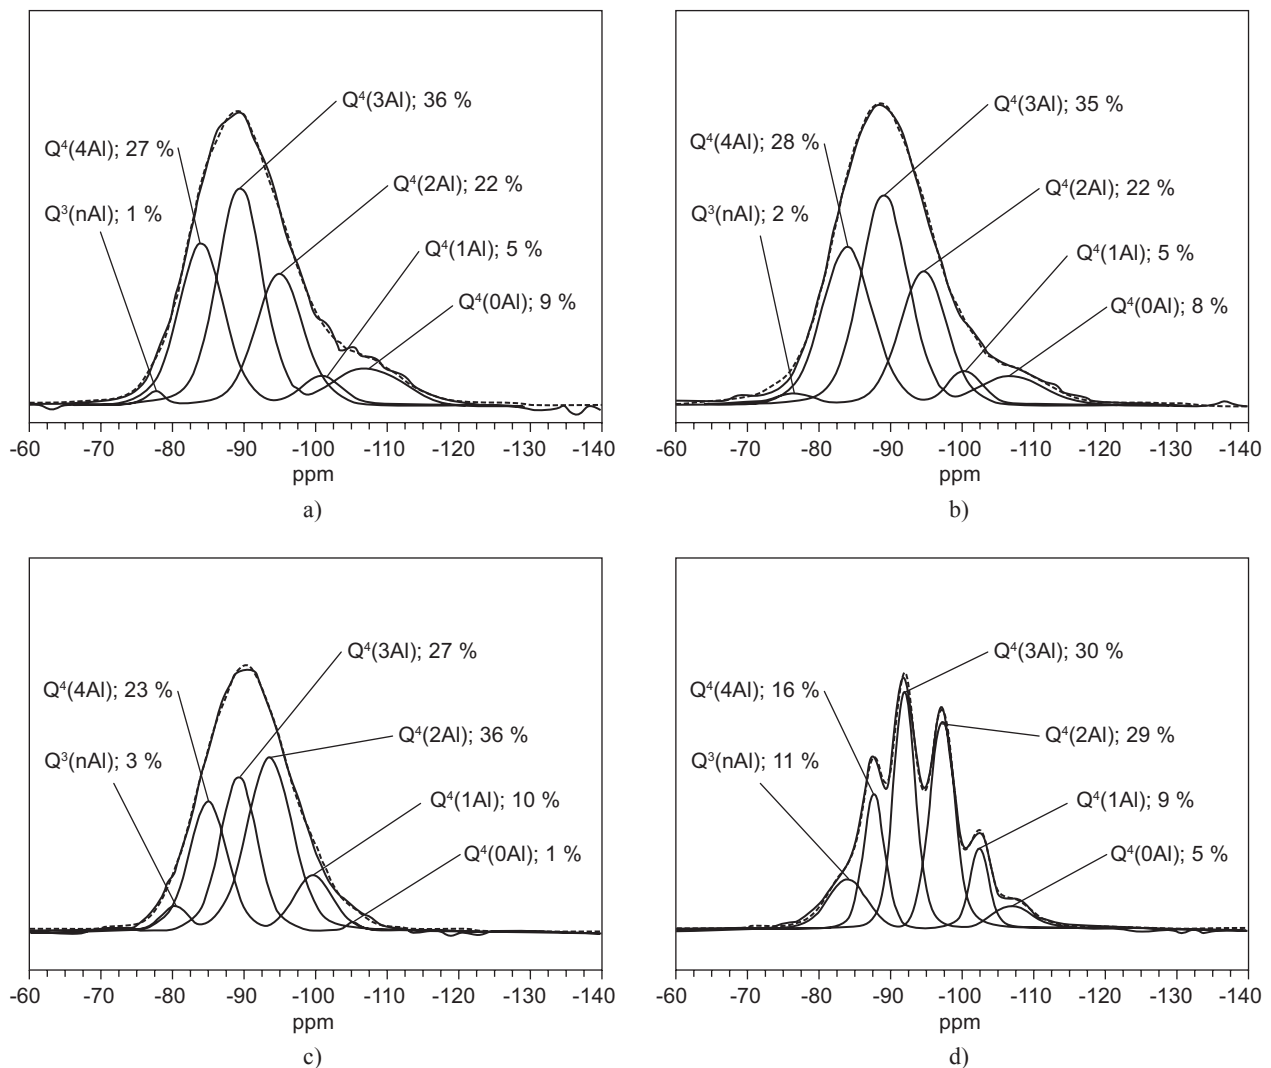 Q⁴(3Al); 36 %
Q⁴(4Al); 27 %
Q⁴(2Al); 22 %
Q³(nAl); 1 %
Q⁴(1Al); 5 %
Q⁴(0Al); 9 %
-60 -70 -80 -90 -100 -110 -120 -130 -140
ppm
a)
Q⁴(3Al); 35 %
Q⁴(4Al); 28 %
Q⁴(2Al); 22 %
Q³(nAl); 2 %
Q⁴(1Al); 5 %
Q⁴(0Al); 8 %
-60 -70 -80 -90 -100 -110 -120 -130 -140
ppm
b)
Q⁴(3Al); 27 %
Q⁴(4Al); 23 %
Q⁴(2Al); 36 %
Q³(nAl); 3 %
Q⁴(1Al); 10 %
Q⁴(0Al); 1 %
-60 -70 -80 -90 -100 -110 -120 -130 -140
ppm
c)
Q⁴(3Al); 30 %
Q⁴(4Al); 16 %
Q⁴(2Al); 29 %
Q³(nAl); 11 %
Q⁴(1Al); 9 %
Q⁴(0Al); 5 %
-60 -70 -80 -90 -100 -110 -120 -130 -140
ppm
d)